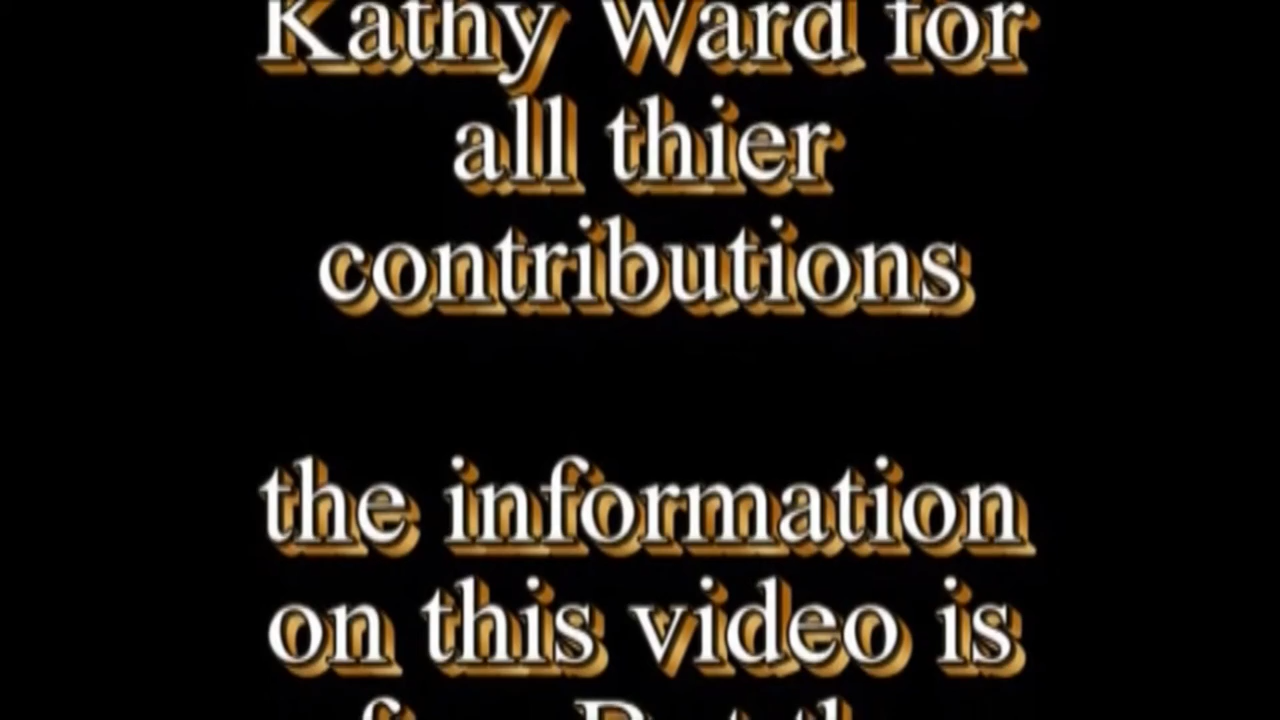 Kathy Ward for
all thier
contributions
the information
on this video is